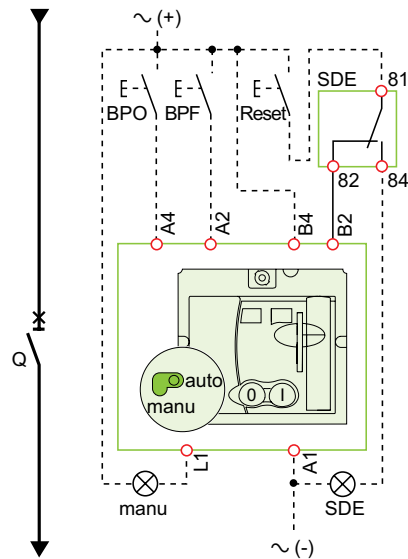 ~ (+)
SDE 81
BPO BPF Reset
82 84
A4 A2 B4 B2
Q
auto
manu
0 I
L1 A1
manu SDE
~ (-)